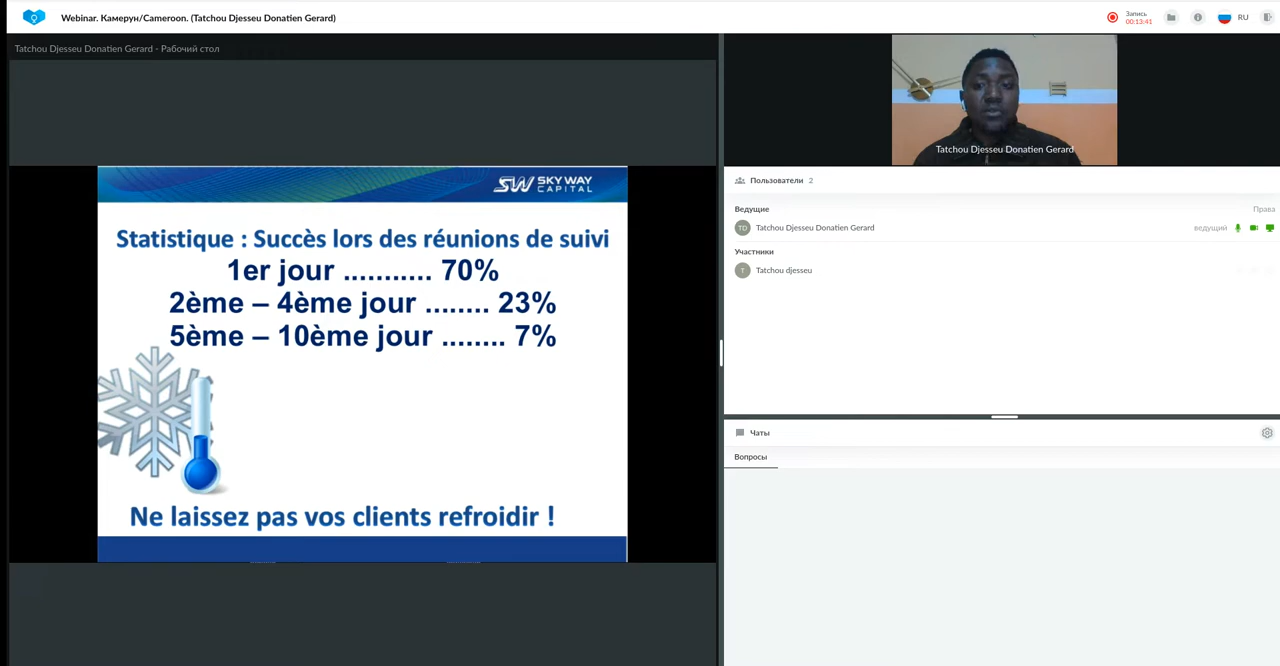 Webinar. Камерун/Cameroon. (Tatchou Djesseu Donatien Gerard)
Запись
00:13:41
RU
Tatchou Djesseu Donatien Gerard - Рабочий стол
SW SKY WAY
CAPITAL
Statistique : Succès lors des réunions de suivi
1er jour ........... 70%
2ème – 4ème jour ........ 23%
5ème – 10ème jour ........ 7%
Ne laissez pas vos clients refroidir !
Tatchou Djesseu Donatien Gerard
Пользователи 2
Ведущие Права
TD Tatchou Djesseu Donatien Gerard ведущий
Участники
T Tatchou djesseu
Чаты
Вопросы